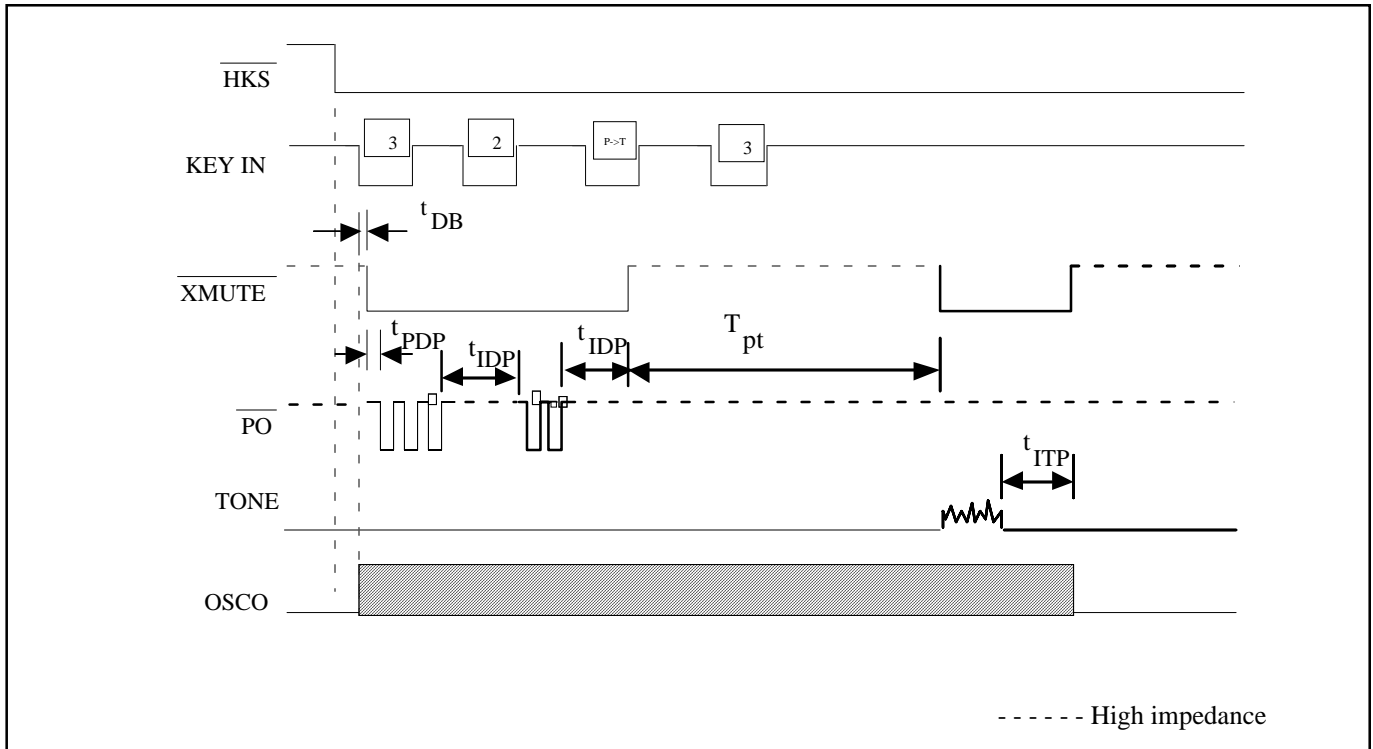 HKS
3 2 P->T 3
KEY IN
t DB
XMUTE
t PDP t IDP t IDP T pt
PO
t ITP
TONE
OSCO
- - - - - - High impedance